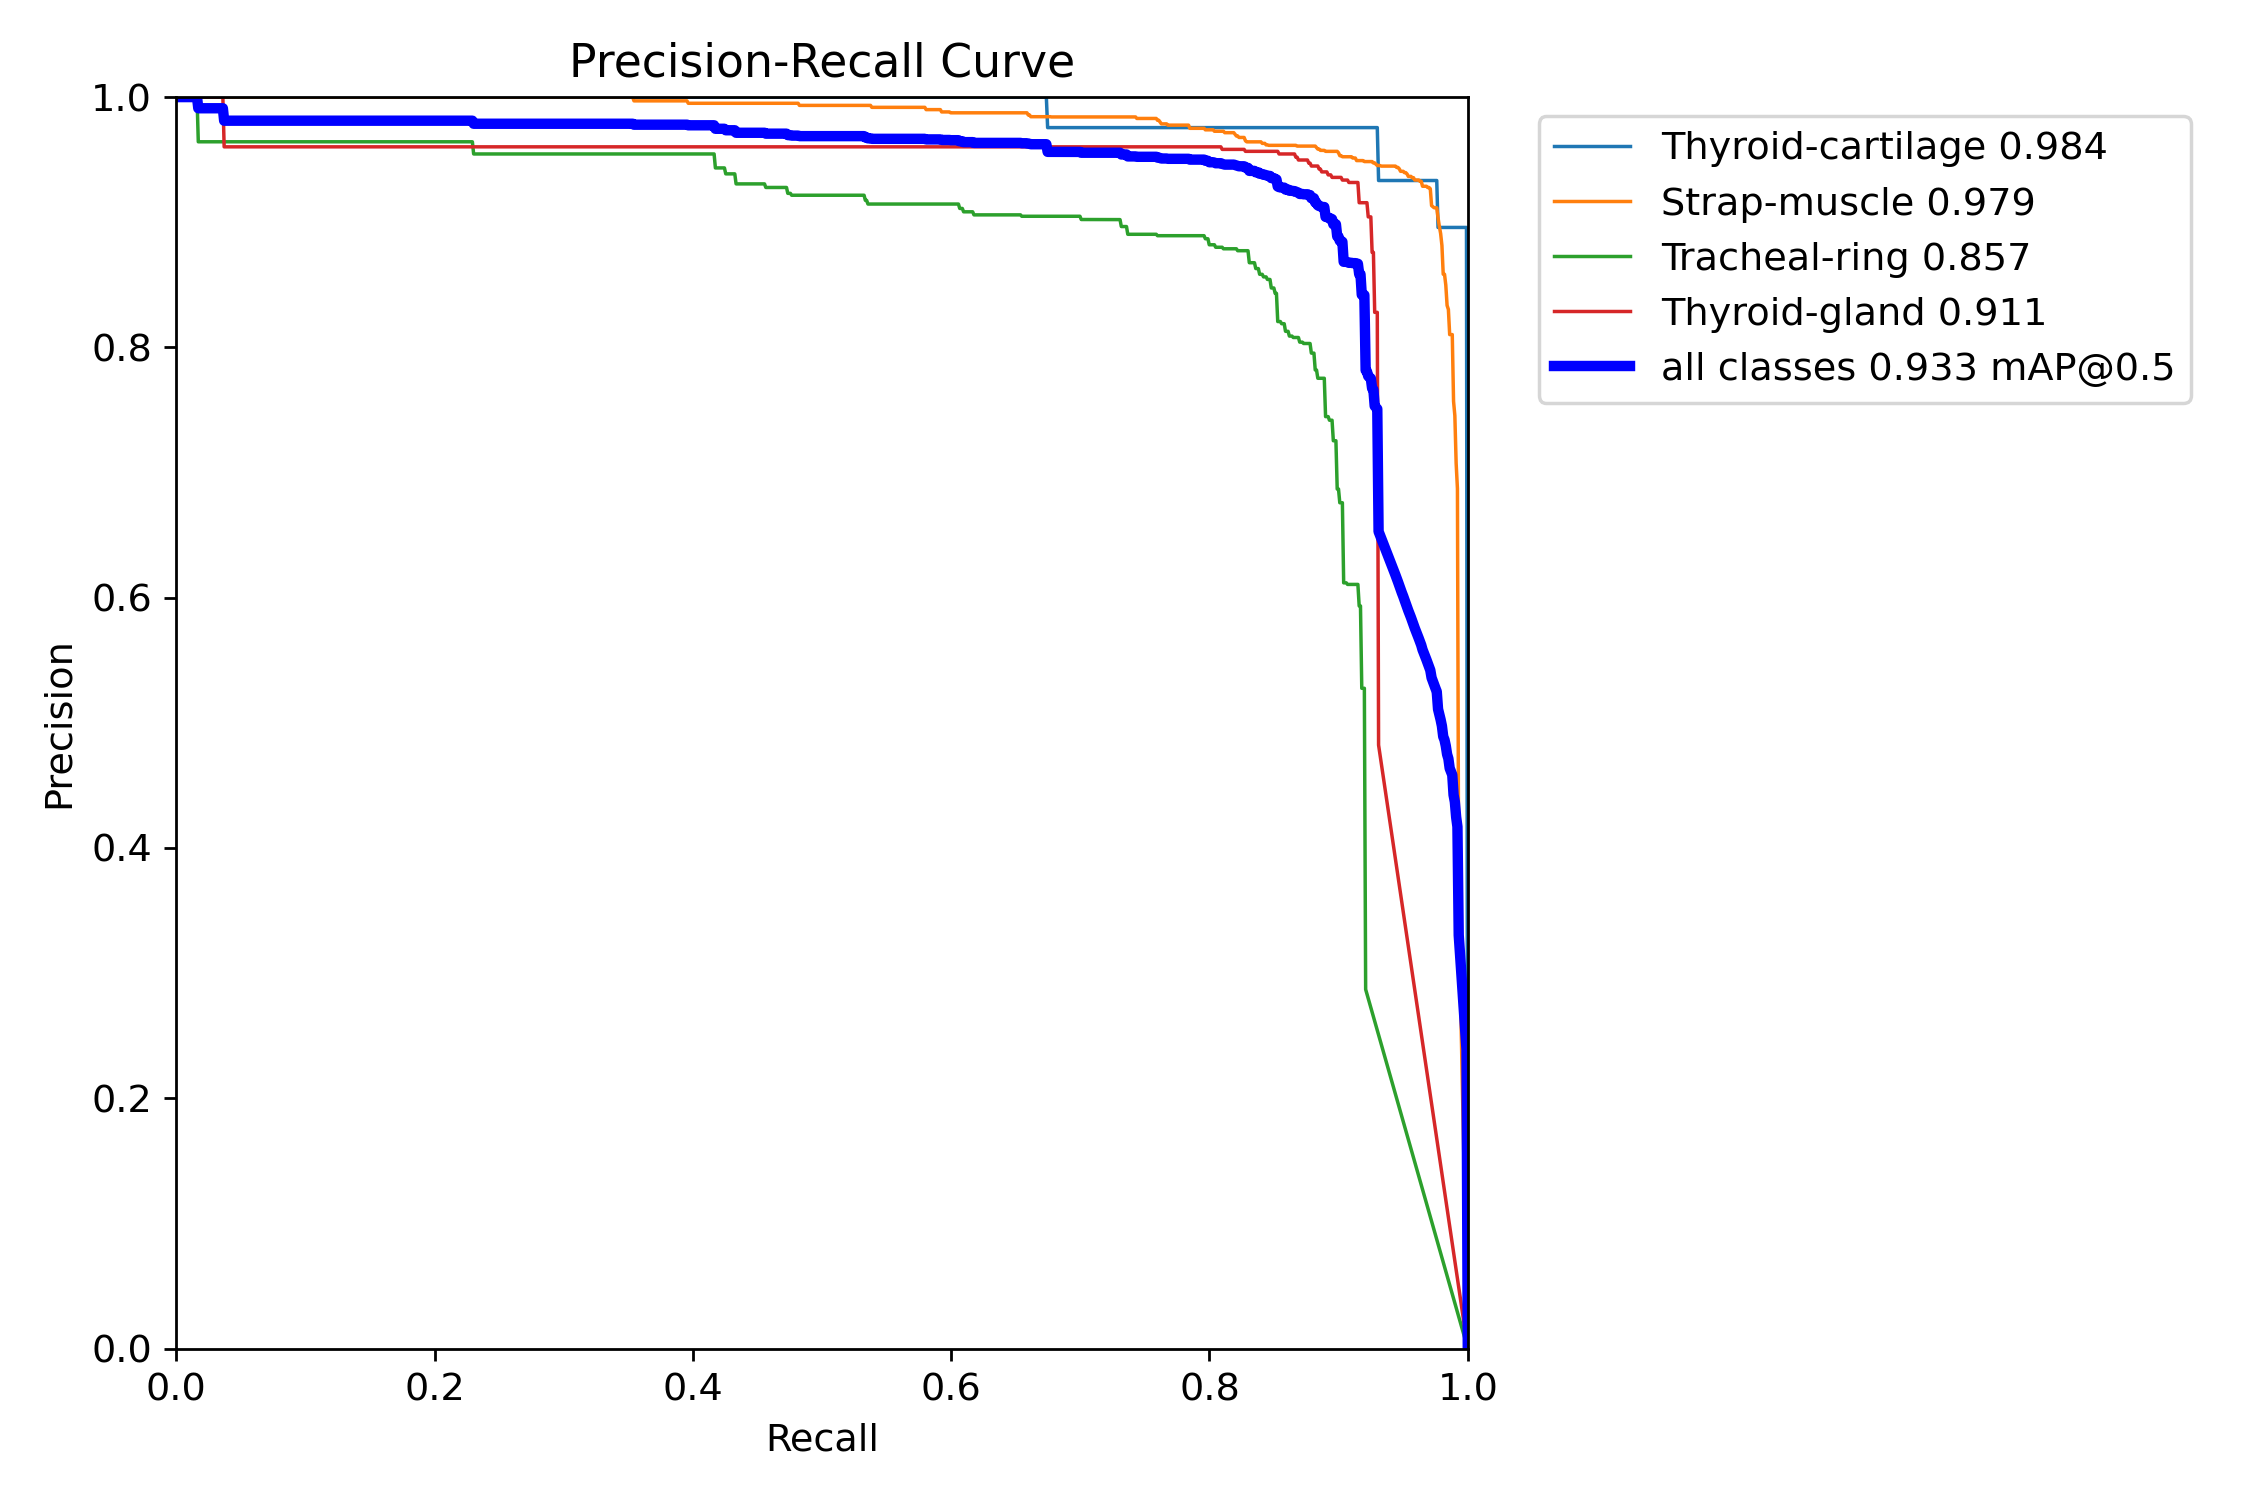 Precision-Recall Curve
1.0
0.8
0.6
0.4
0.2
0.0
Precision
0.0 0.2 0.4 0.6 0.8 1.0
Recall
Thyroid-cartilage 0.984
Strap-muscle 0.979
Tracheal-ring 0.857
Thyroid-gland 0.911
all classes 0.933 mAP@0.5